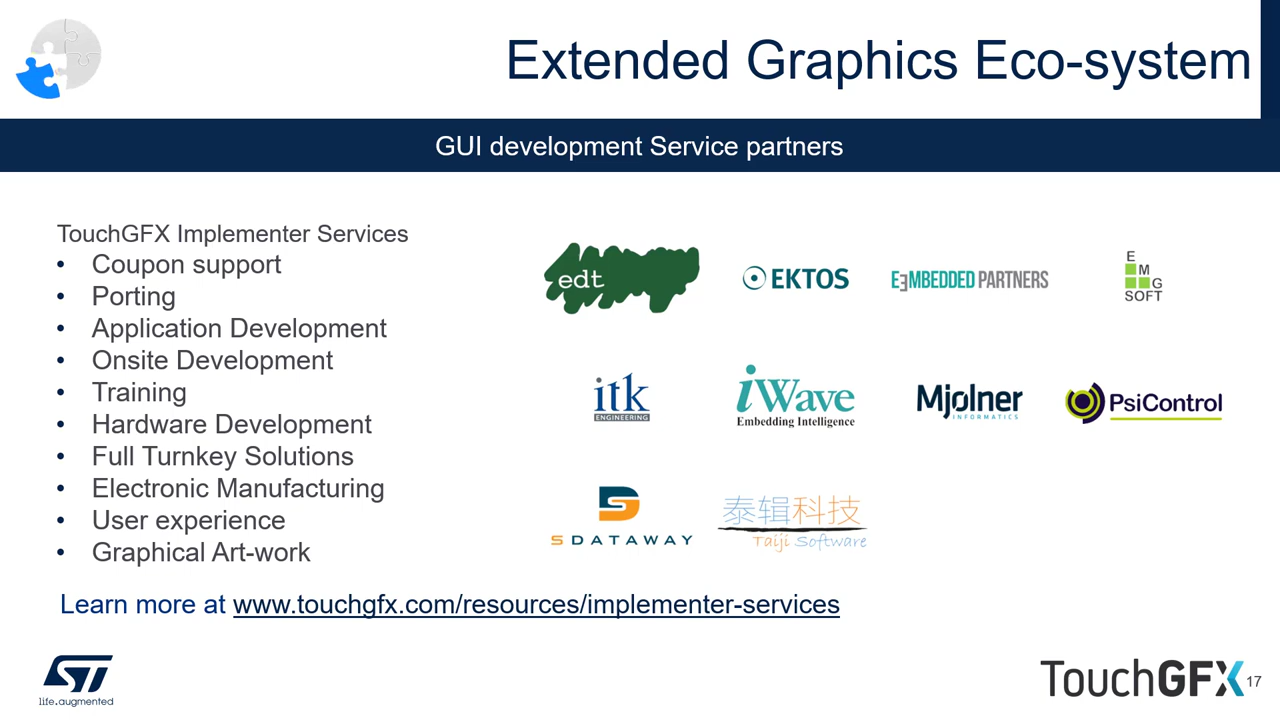 Extended Graphics Eco-system
GUI development Service partners
TouchGFX Implementer Services
• Coupon support
• Porting
• Application Development
• Onsite Development
• Training
• Hardware Development
• Full Turnkey Solutions
• Electronic Manufacturing
• User experience
• Graphical Art-work
edt
EKTOS
EMBEDDED PARTNERS
E
M
G
SOFT
itk
ENGINEERING
iWave
Embedding Intelligence
Mjølner
INFORMATICS
PsiControl
SDATAWAY
泰辑科技
Taiji Software
Learn more at www.touchgfx.com/resources/implementer-services
ST
life.augmented
TouchGFX
17